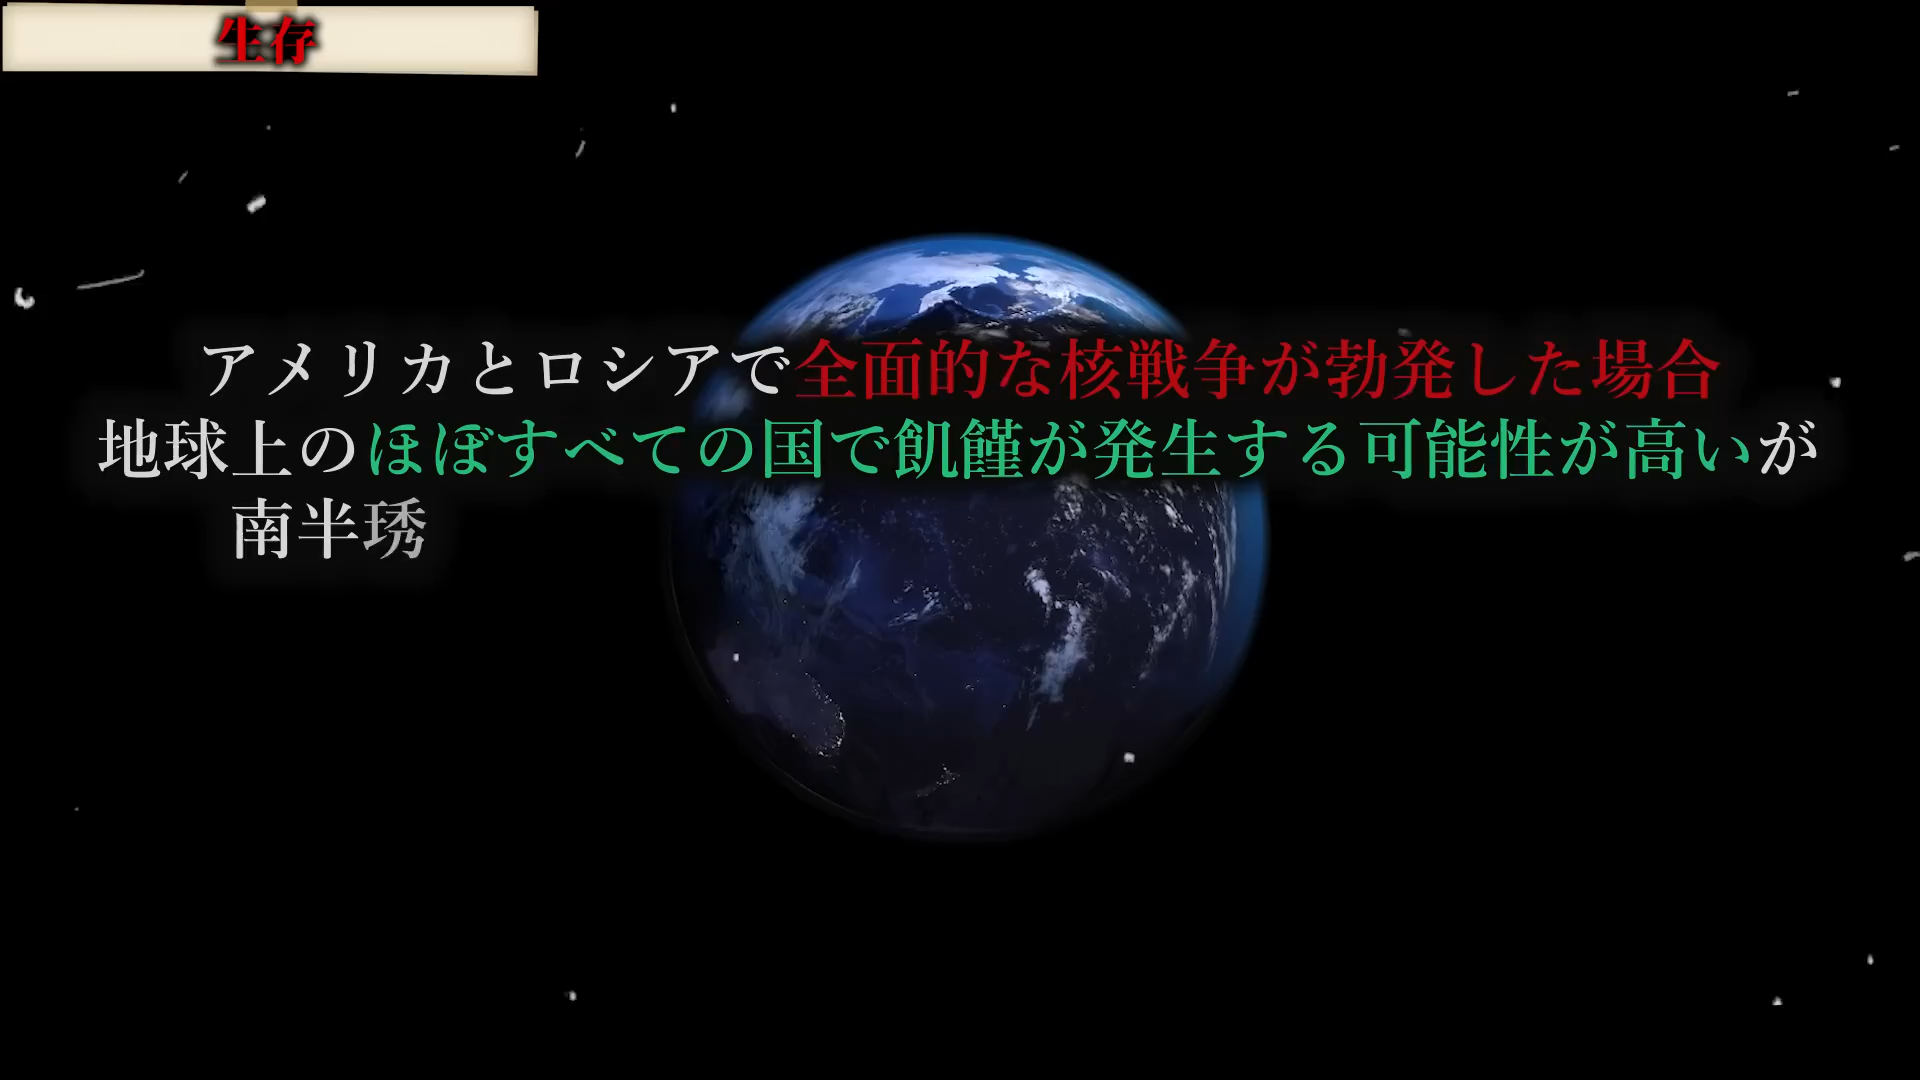 生存
アメリカとロシアで全面的な核戦争が勃発した場合
地球上のほぼすべての国で飢饉が発生する可能性が高いが
南半琇